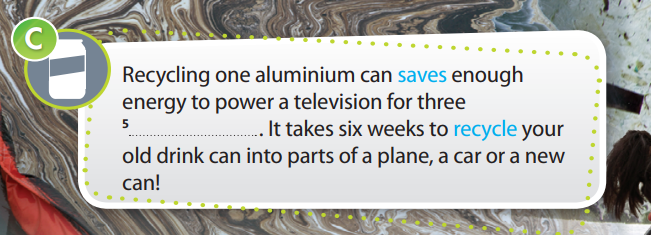 C
Recycling one aluminium can saves enough
energy to power a television for three
5.............................. . It takes six weeks to recycle your
old drink can into parts of a plane, a car or a new
can!